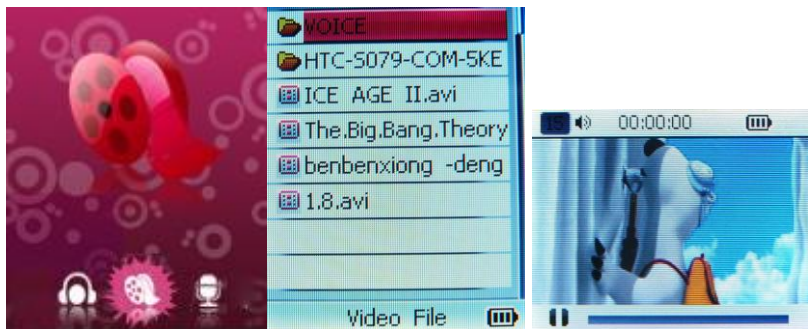 VOICE
HTC-S079-COM-5KE
ICE AGE II.avi
The.Big.Bang.Theory
benbenxiong -deng
1.8.avi
Video File
15 00:00:00